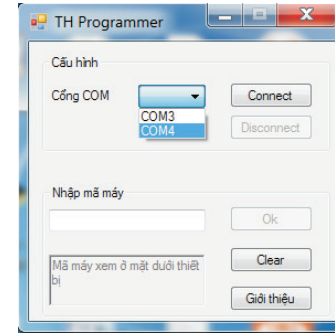 TH Programmer
Cấu hình
Cổng COM
Connect
COM3
COM4
Disconnect
Nhập mã máy
Ok
Mã máy xem ở mặt dưới thiết
bị
Clear
Giới thiệu